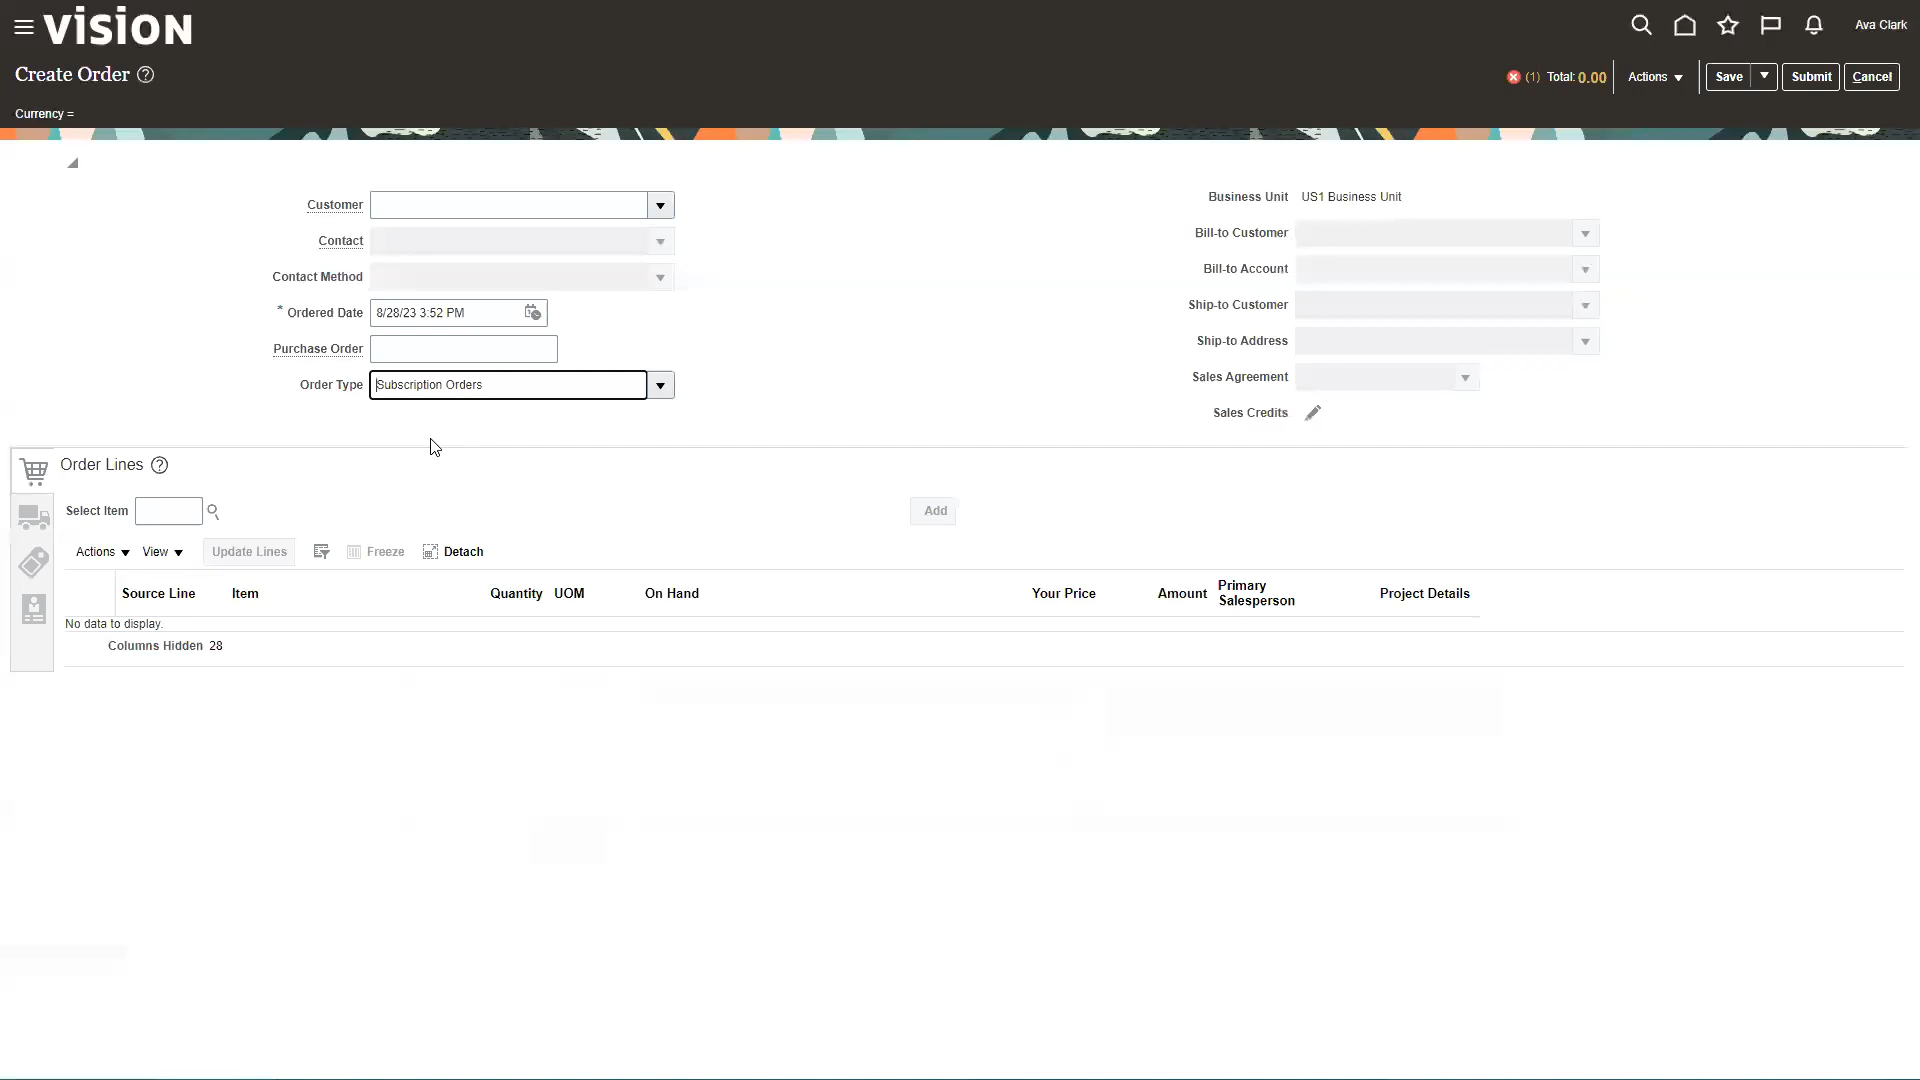 vision
Ava Clark
Create Order
(1) Total: 0.00 Actions Save Submit Cancel
Currency =
Customer
Contact
Contact Method
* Ordered Date 8/28/23 3:52 PM
Purchase Order
Order Type Subscription Orders
Business Unit US1 Business Unit
Bill-to Customer
Bill-to Account
Ship-to Customer
Ship-to Address
Sales Agreement
Sales Credits
Order Lines
Select Item Add
Actions View Update Lines Freeze Detach
Source Line Item Quantity UOM On Hand Your Price Amount Primary Salesperson Project Details
No data to display.
Columns Hidden 28